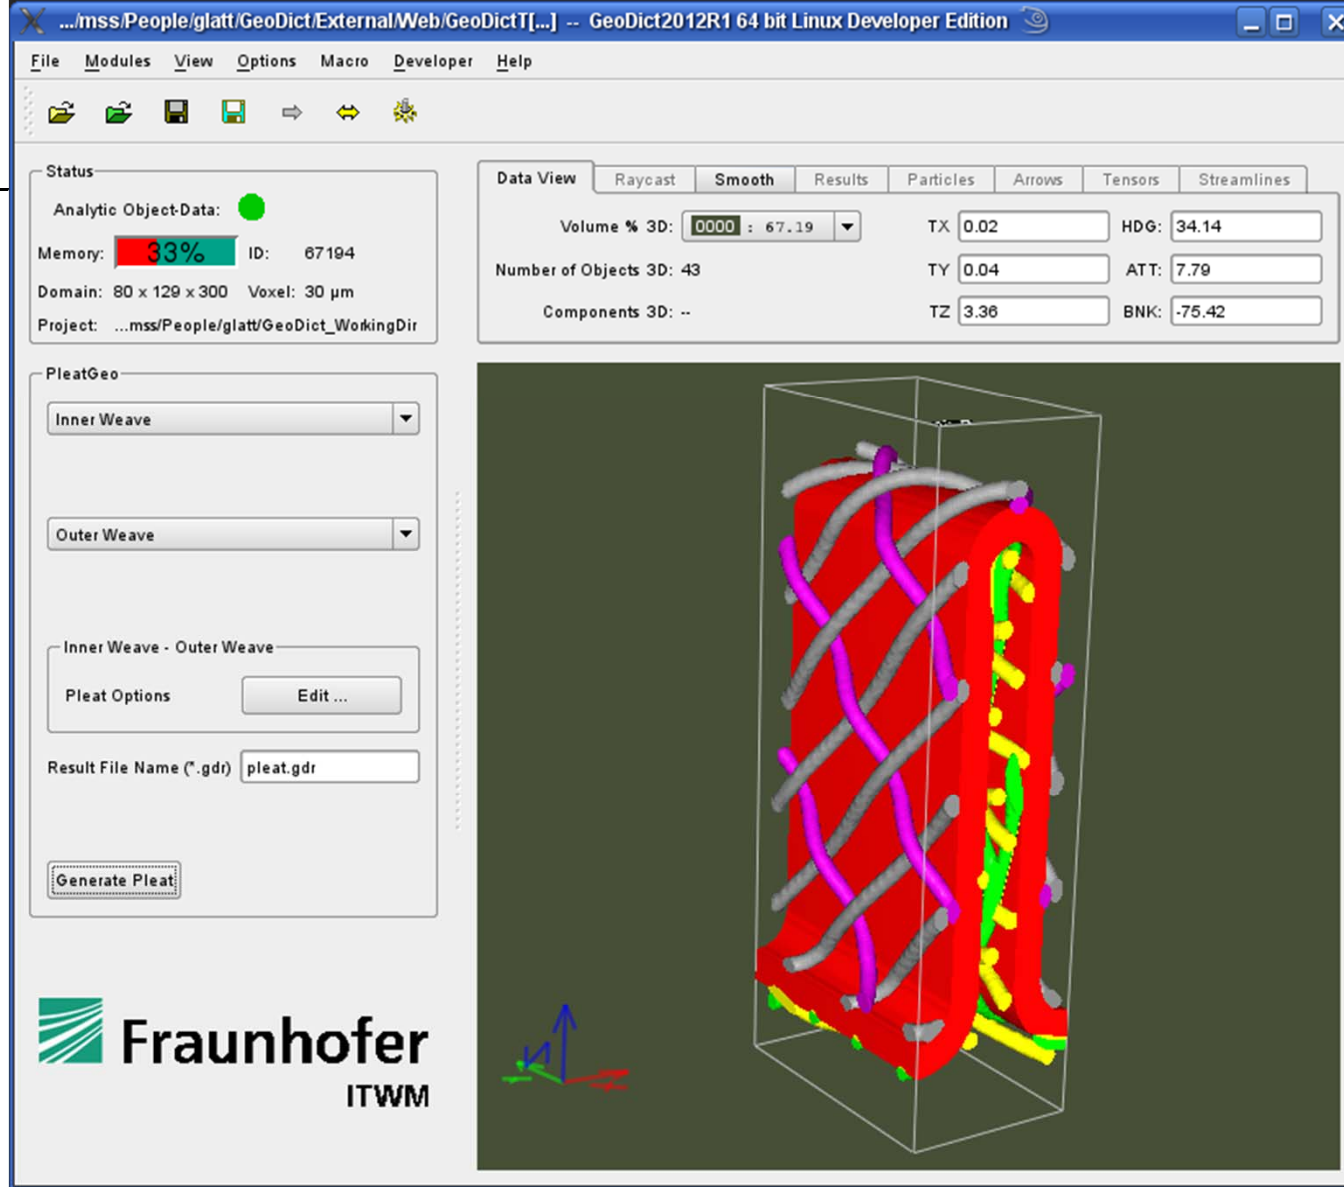 .../mss/People/glatt/GeoDict/External/Web/GeoDictT[...] -- GeoDict2012R1 64 bit Linux Developer Edition
File Modules View Options Macro Developer Help
Status
Analytic Object-Data:
Memory: 33% ID: 67194
Domain: 80 x 129 x 300 Voxel: 30 µm
Project: ...mss/People/glatt/GeoDict_WorkingDir
Data View Raycast Smooth Results Particles Arrows Tensors Streamlines
Volume % 3D: 0000 : 67.19 TX 0.02 HDG: 34.14
Number of Objects 3D: 43 TY 0.04 ATT: 7.79
Components 3D: -- TZ 3.36 BNK: -75.42
PleatGeo
Inner Weave
Outer Weave
Inner Weave - Outer Weave
Pleat Options Edit ...
Result File Name (*.gdr) pleat.gdr
Generate Pleat
Fraunhofer
ITWM